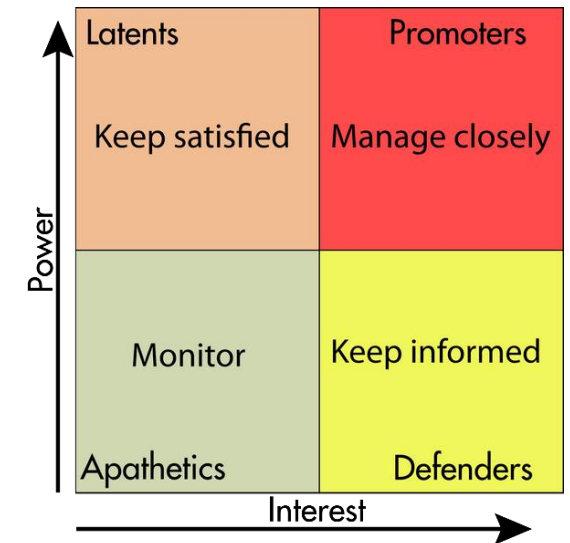 Latents
Promoters
Keep satisfied
Manage closely
Power
Monitor
Keep informed
Apathetics
Defenders
Interest